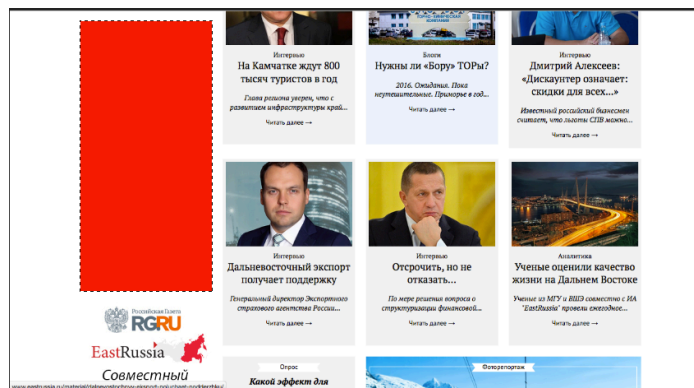 ГОРНО-ХИМИЧЕСКАЯ
КОМПАНИЯ
Интервью
На Камчатке ждут 800
тысяч туристов в год
Глава региона уверен, что с
развитием инфраструктуры край...
Читать далее →
Блоги
Нужны ли «Бору» ТОРы?
2016. Ожидания. Пока
неутешительные. Приморье в год...
Читать далее →
Интервью
Дмитрий Алексеев:
«Дискаунтер означает:
скидки для всех...»
Известный российский бизнесмен
считает, что льготы СПВ можно...
Читать далее →
Интервью
Дальневосточный экспорт
получает поддержку
Генеральный директор Экспортного
страхового агентства России...
Читать далее →
Интервью
Отсрочить, но не
отказать...
По мере решения вопроса о
структуризации финансовой...
Читать далее →
Аналитика
Ученые оценили качество
жизни на Дальнем Востоке
Ученые из МГУ и ВШЭ совместно с ИА
"EastRussia" провели ежегодное...
Читать далее →
Российская Газета
RGRU
EastRussia
Совместный
Опрос
Какой эффект для
Фоторепортаж